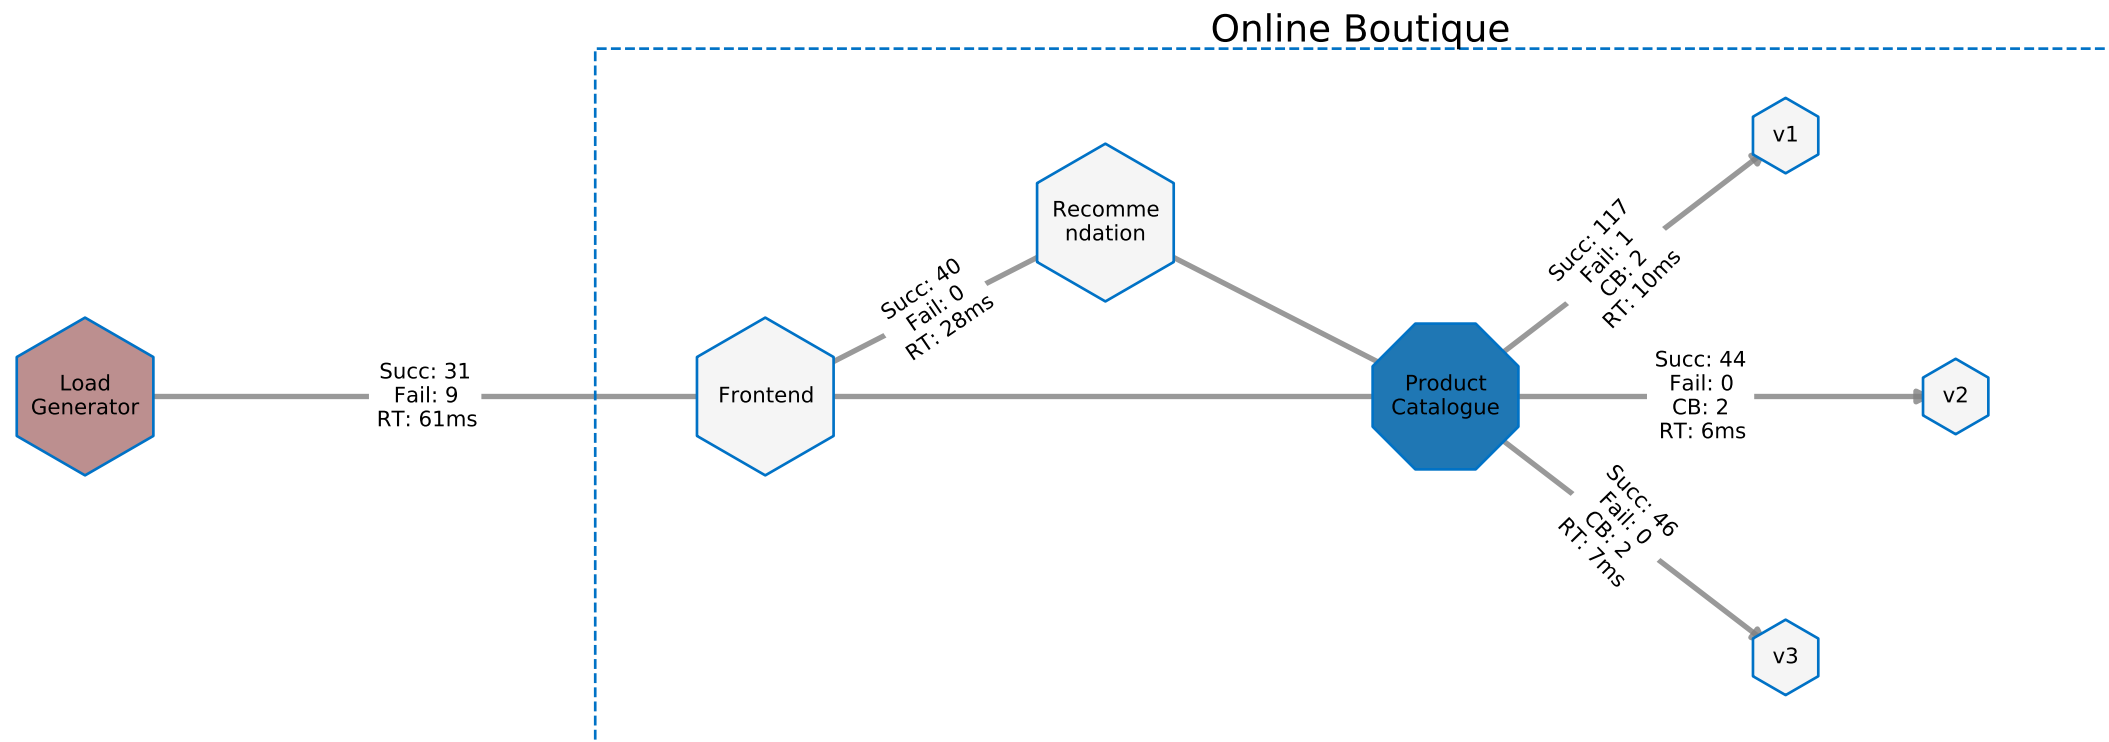 Online Boutique
Load
Generator
Succ: 31
Fail: 9
RT: 61ms
Frontend
Succ: 40
Fail: 0
RT: 28ms
Recomme
ndation
Product
Catalogue
Succ: 117
Fail: 1
CB: 2
RT: 10ms
v1
Succ: 44
Fail: 0
CB: 2
RT: 6ms
v2
Succ: 46
Fail: 0
CB: 2
RT: 7ms
v3